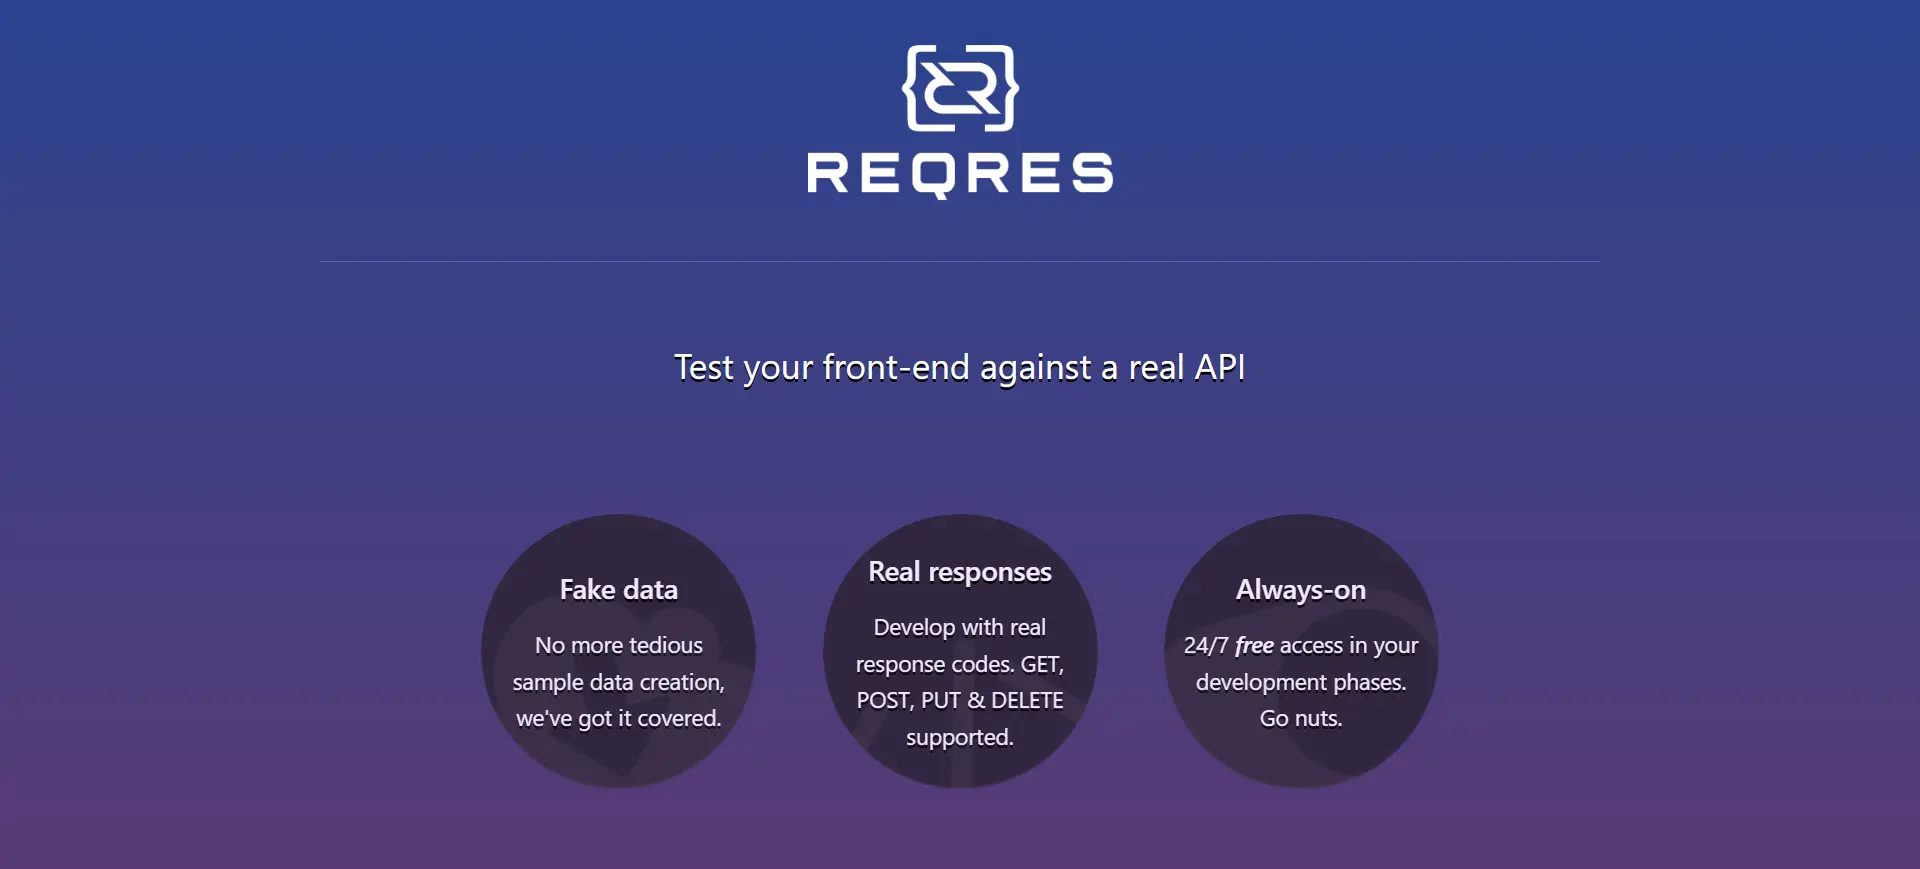 REQRES
Test your front-end against a real API
Fake data
No more tedious
sample data creation,
we've got it covered.
Real responses
Develop with real
response codes. GET,
POST, PUT & DELETE
supported.
Always-on
24/7 free access in your
development phases.
Go nuts.